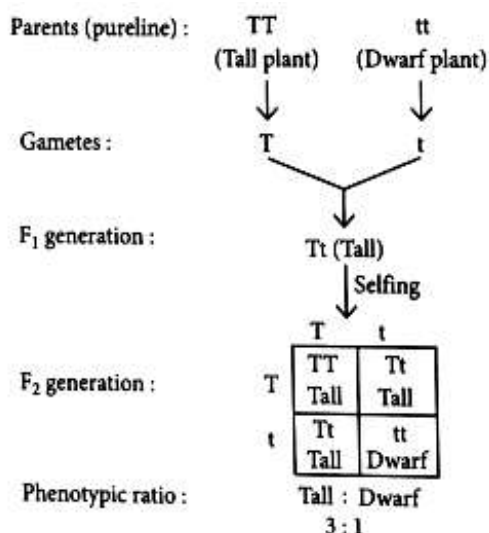 Parents (pureline) : TT tt
(Tall plant) (Dwarf plant)
Gametes : T t
F₁ generation : Tt (Tall)
Selfing
T t
F₂ generation : T TT Tall Tt Tall
t Tt Tall tt Dwarf
Phenotypic ratio : Tall : Dwarf
3 : 1